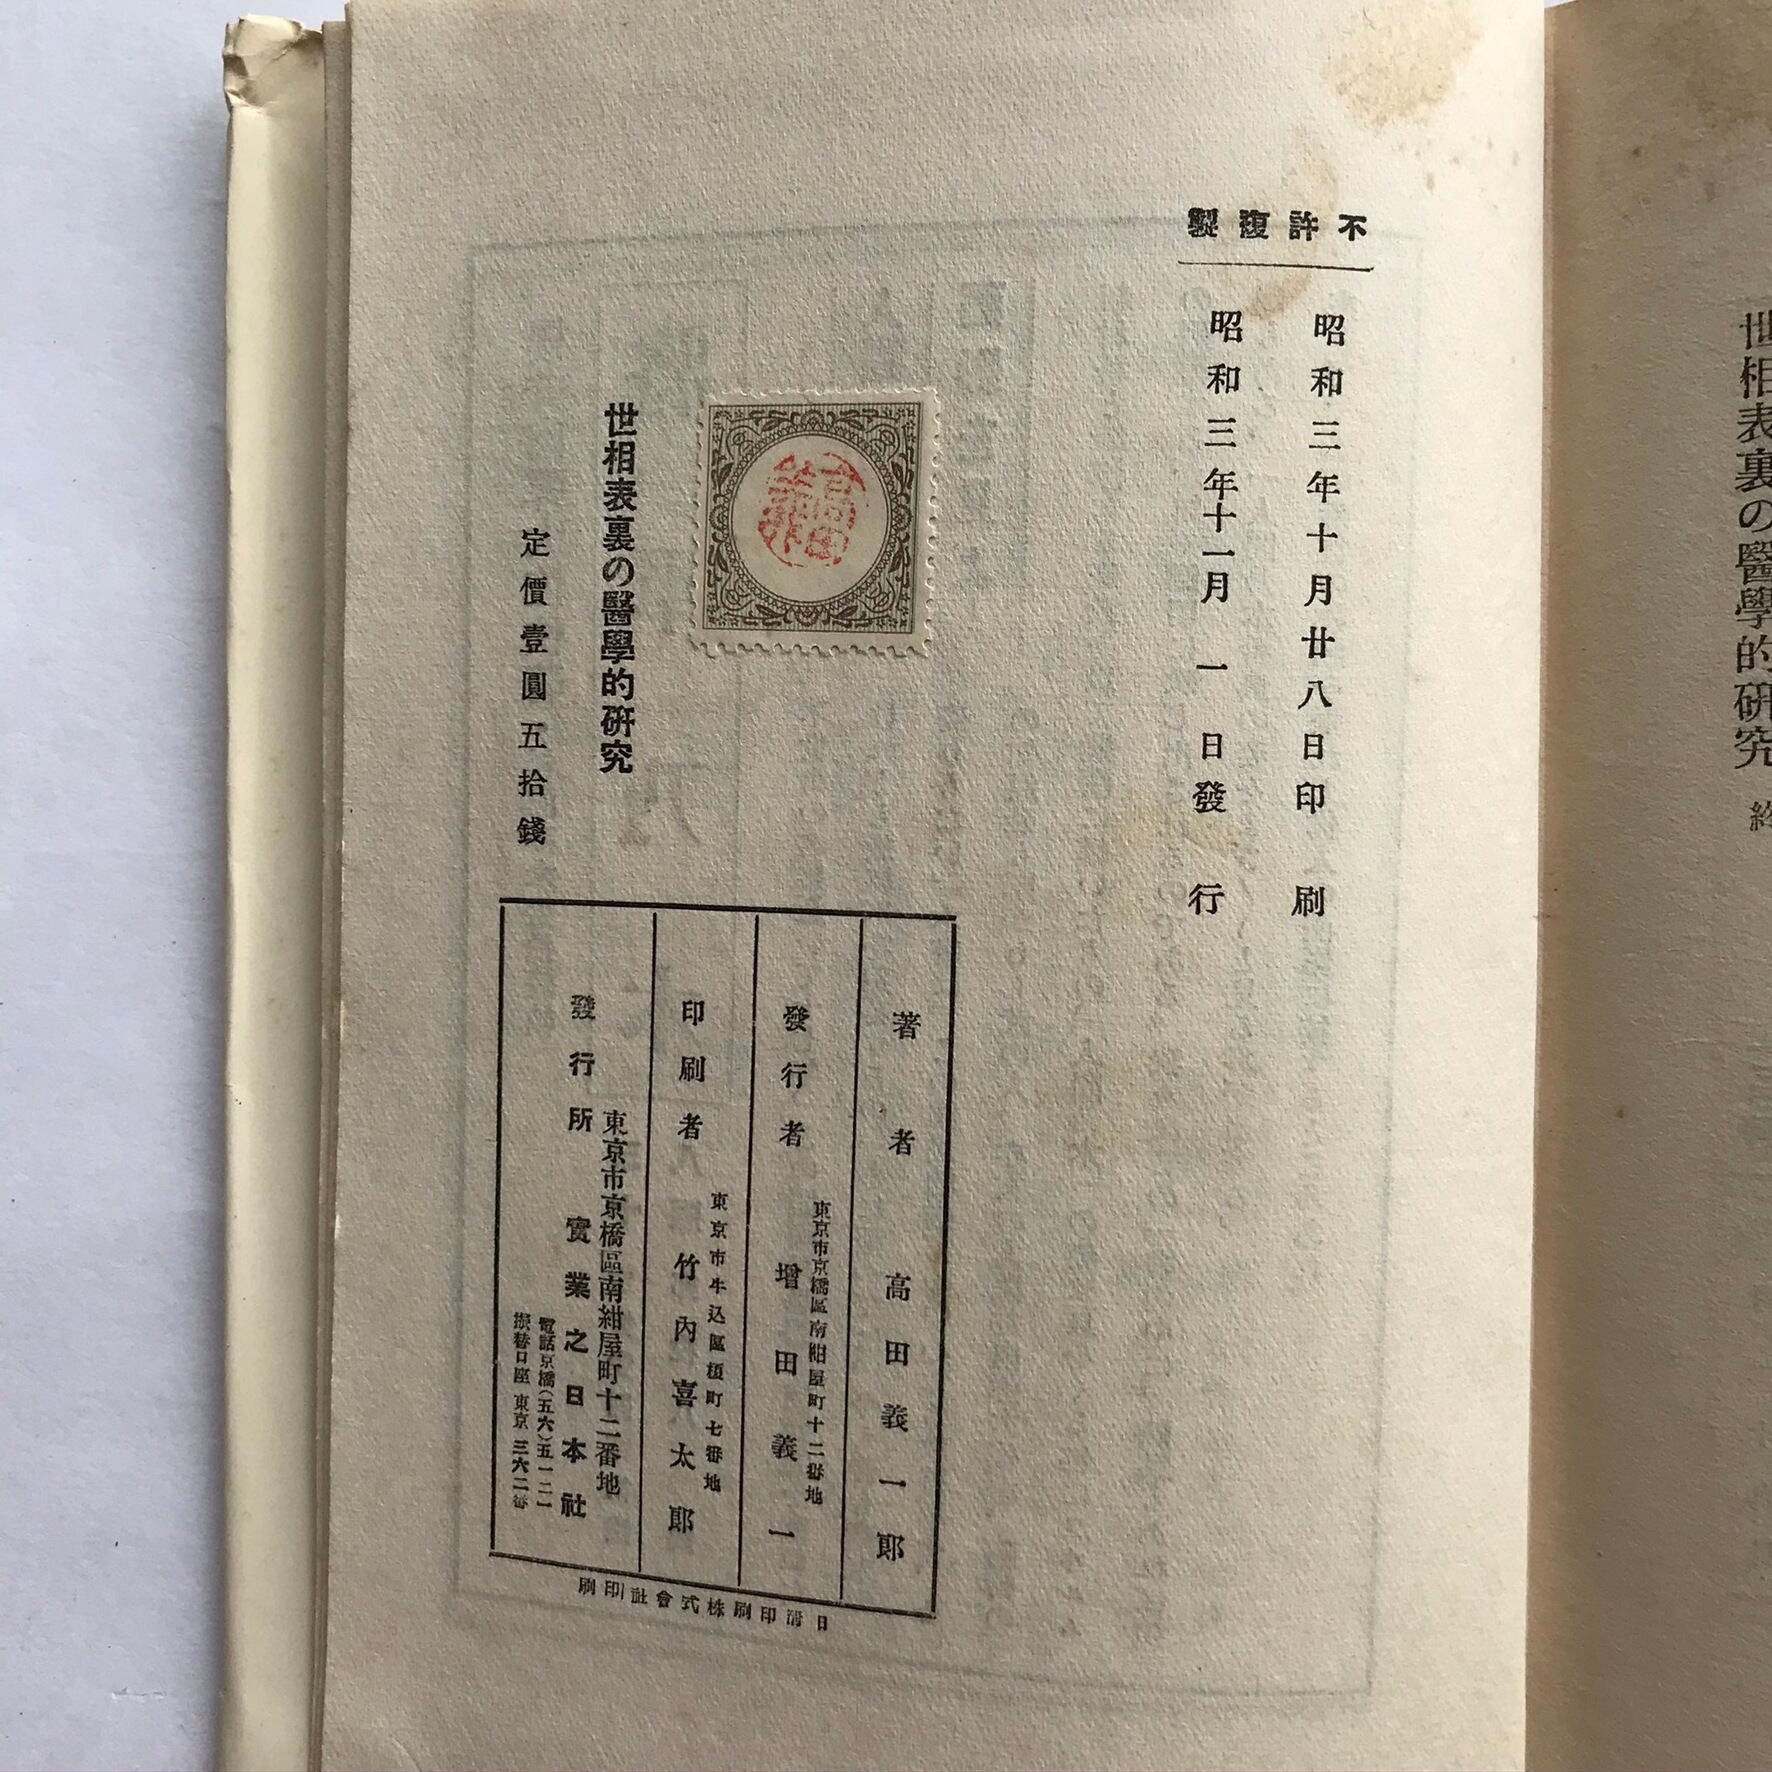 世相表裏の醫學的研究 終
不許複製
昭和三年十月廿八日印刷
昭和三年十一月一日發行
高田
世相表裏の醫學的研究
定價壹圓五拾錢
著者 高田義一郎
東京市京橋區南紺屋町十二番地
發行者 增田義一
東京市牛込區榎町七番地
印刷者 竹內喜太郎
東京市京橋區南紺屋町十二番地
發行所 實業之日本社
電話京橋(五六)五一二一
振替口座 東京 三二六番
日淸印刷株式會社印刷